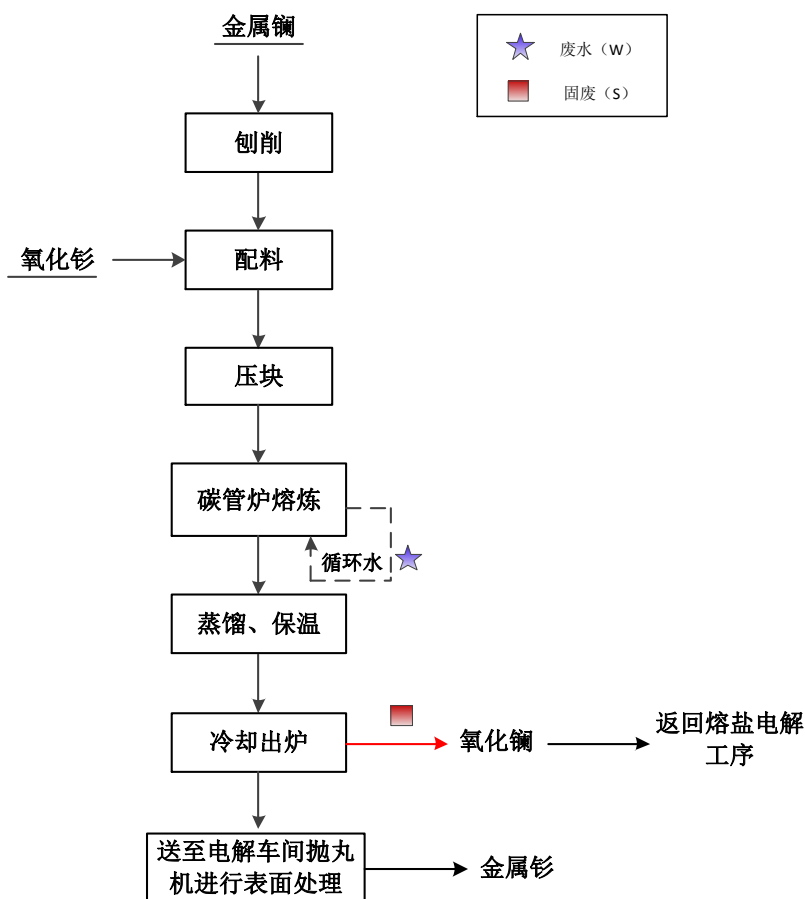 金属镧
废水（W）
固废（S）
刨削
氧化钐
配料
压块
碳管炉熔炼
循环水
蒸馏、保温
冷却出炉
氧化镧
返回熔盐电解
工序
送至电解车间抛丸
机进行表面处理
金属钐